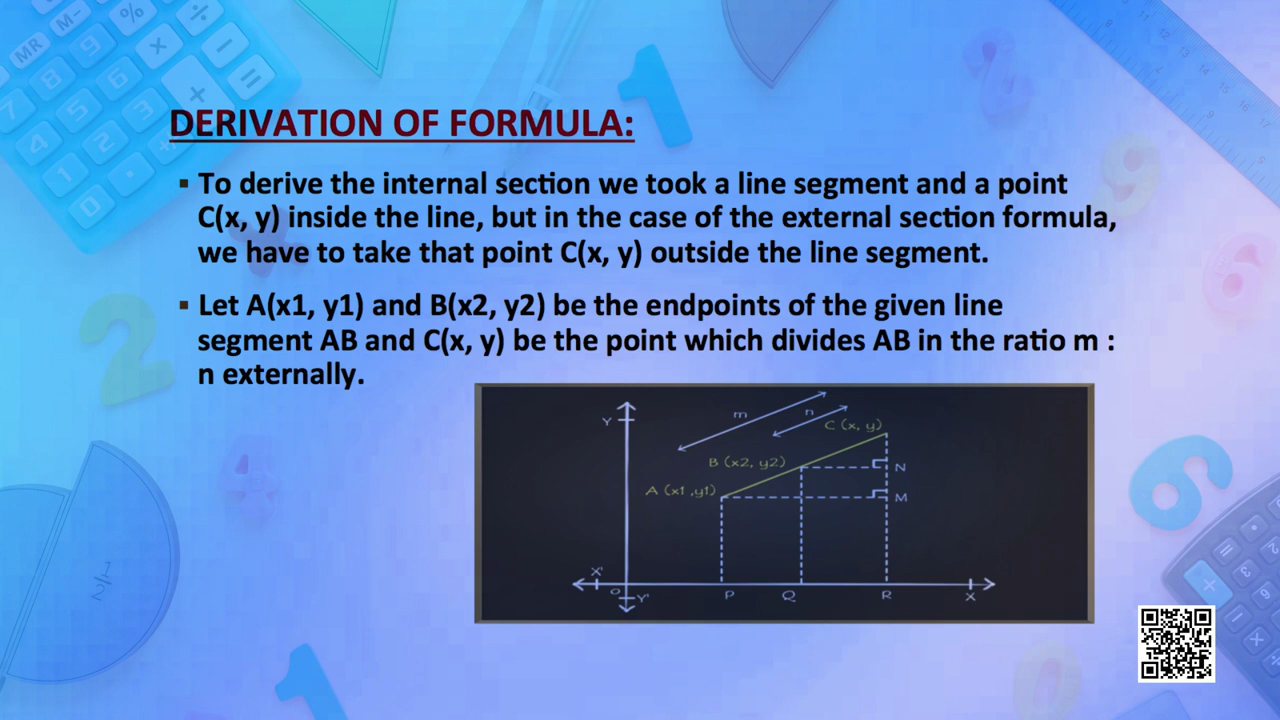 DERIVATION OF FORMULA:
▪ To derive the internal section we took a line segment and a point
C(x, y) inside the line, but in the case of the external section formula,
we have to take that point C(x, y) outside the line segment.
▪ Let A(x1, y1) and B(x2, y2) be the endpoints of the given line
segment AB and C(x, y) be the point which divides AB in the ratio m :
n externally.
m
n
Y
C (x, y)
B (x2, y2)
N
A (x1 ,y1)
M
X'
O
Y'
P
Q
R
X